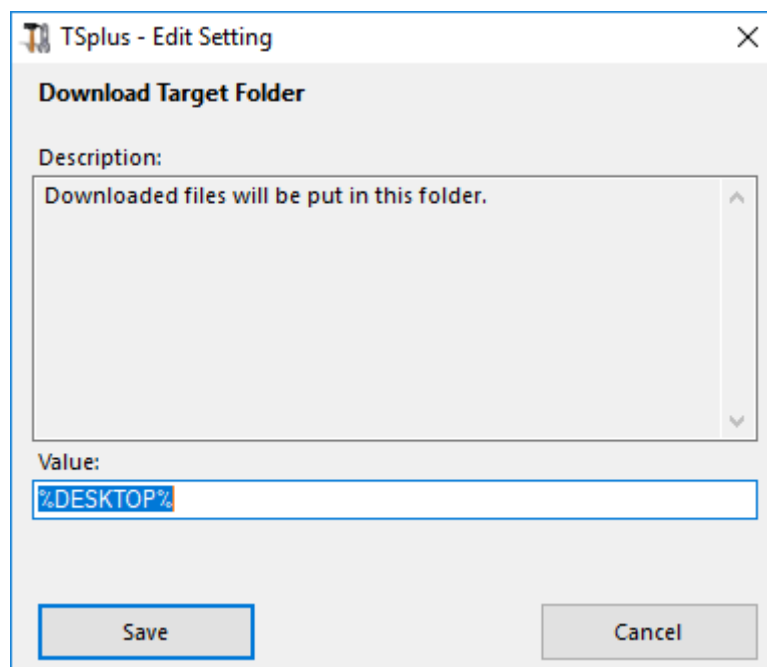 TSplus - Edit Setting
Download Target Folder
Description:
Downloaded files will be put in this folder.
Value:
%DESKTOP%
Save
Cancel